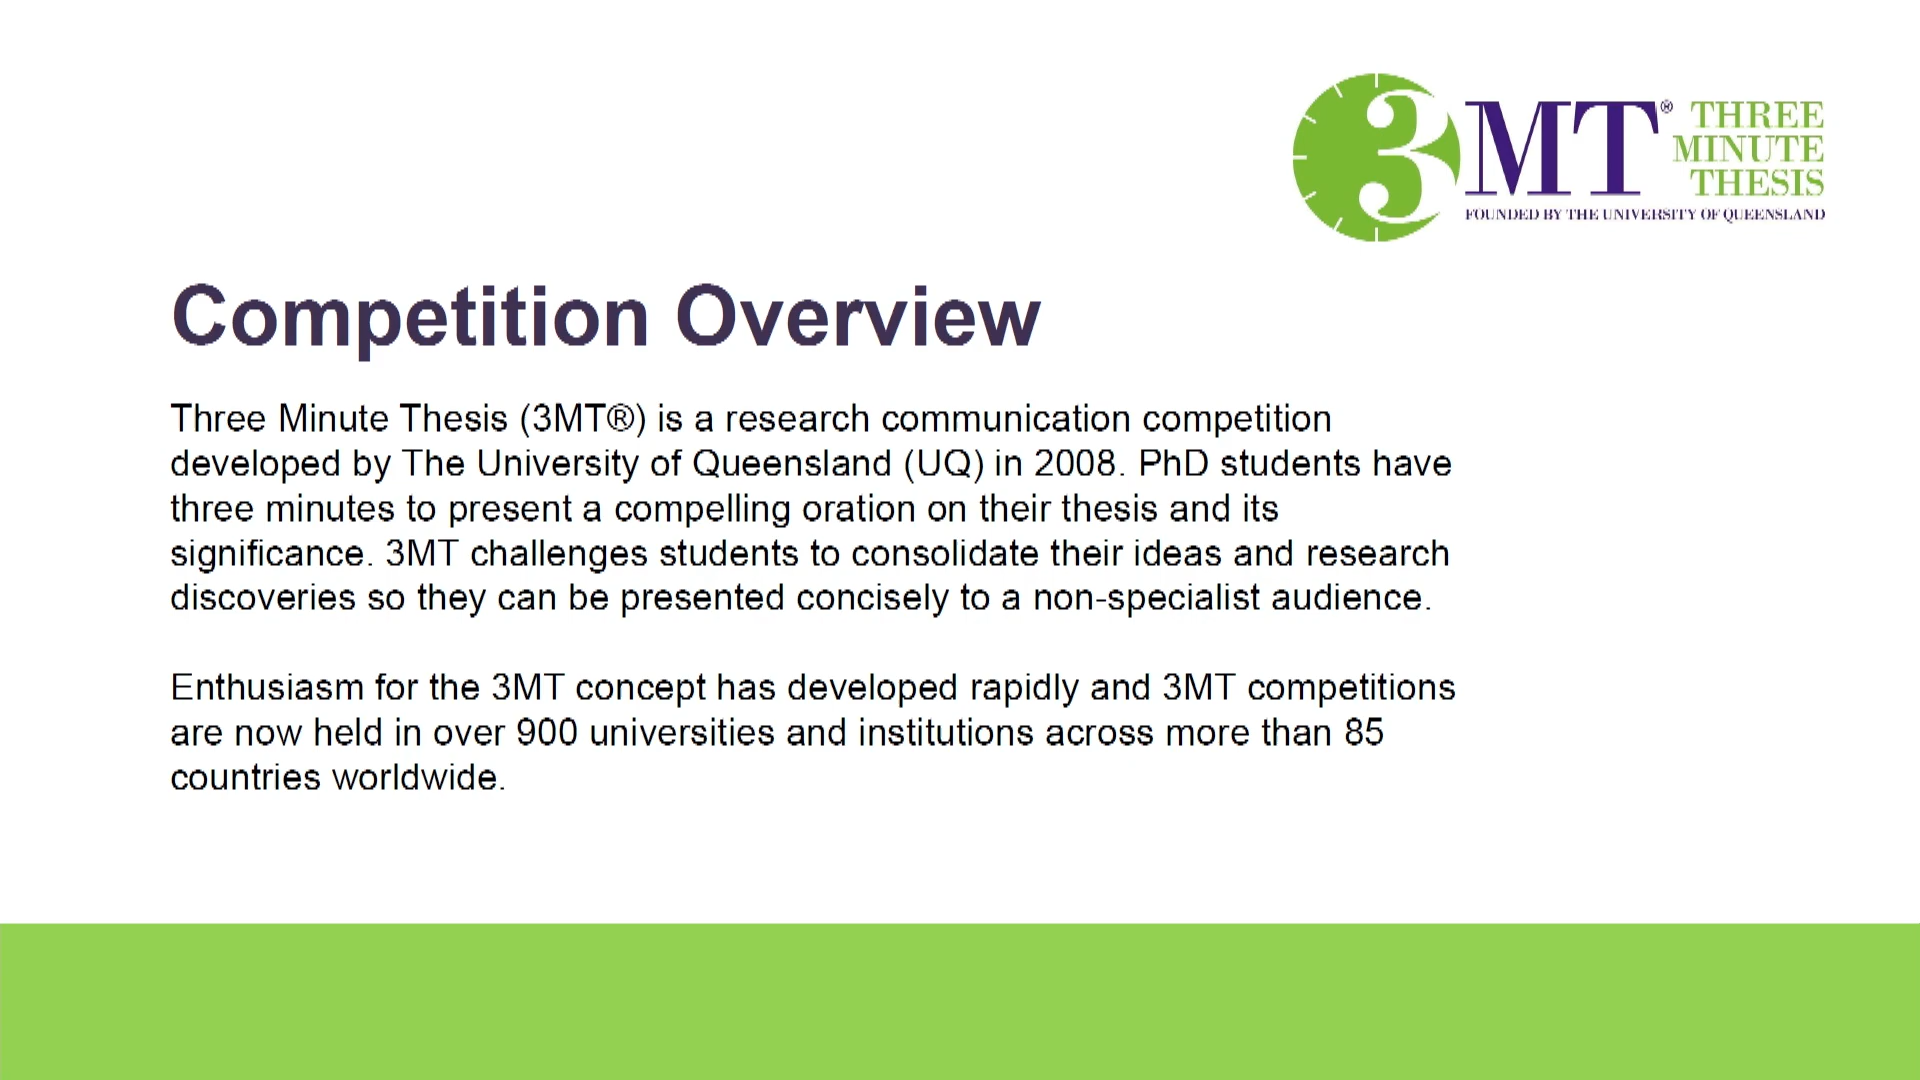 3MT® THREE
MINUTE
THESIS
FOUNDED BY THE UNIVERSITY OF QUEENSLAND
Competition Overview
Three Minute Thesis (3MT®) is a research communication competition
developed by The University of Queensland (UQ) in 2008. PhD students have
three minutes to present a compelling oration on their thesis and its
significance. 3MT challenges students to consolidate their ideas and research
discoveries so they can be presented concisely to a non-specialist audience.
Enthusiasm for the 3MT concept has developed rapidly and 3MT competitions
are now held in over 900 universities and institutions across more than 85
countries worldwide.